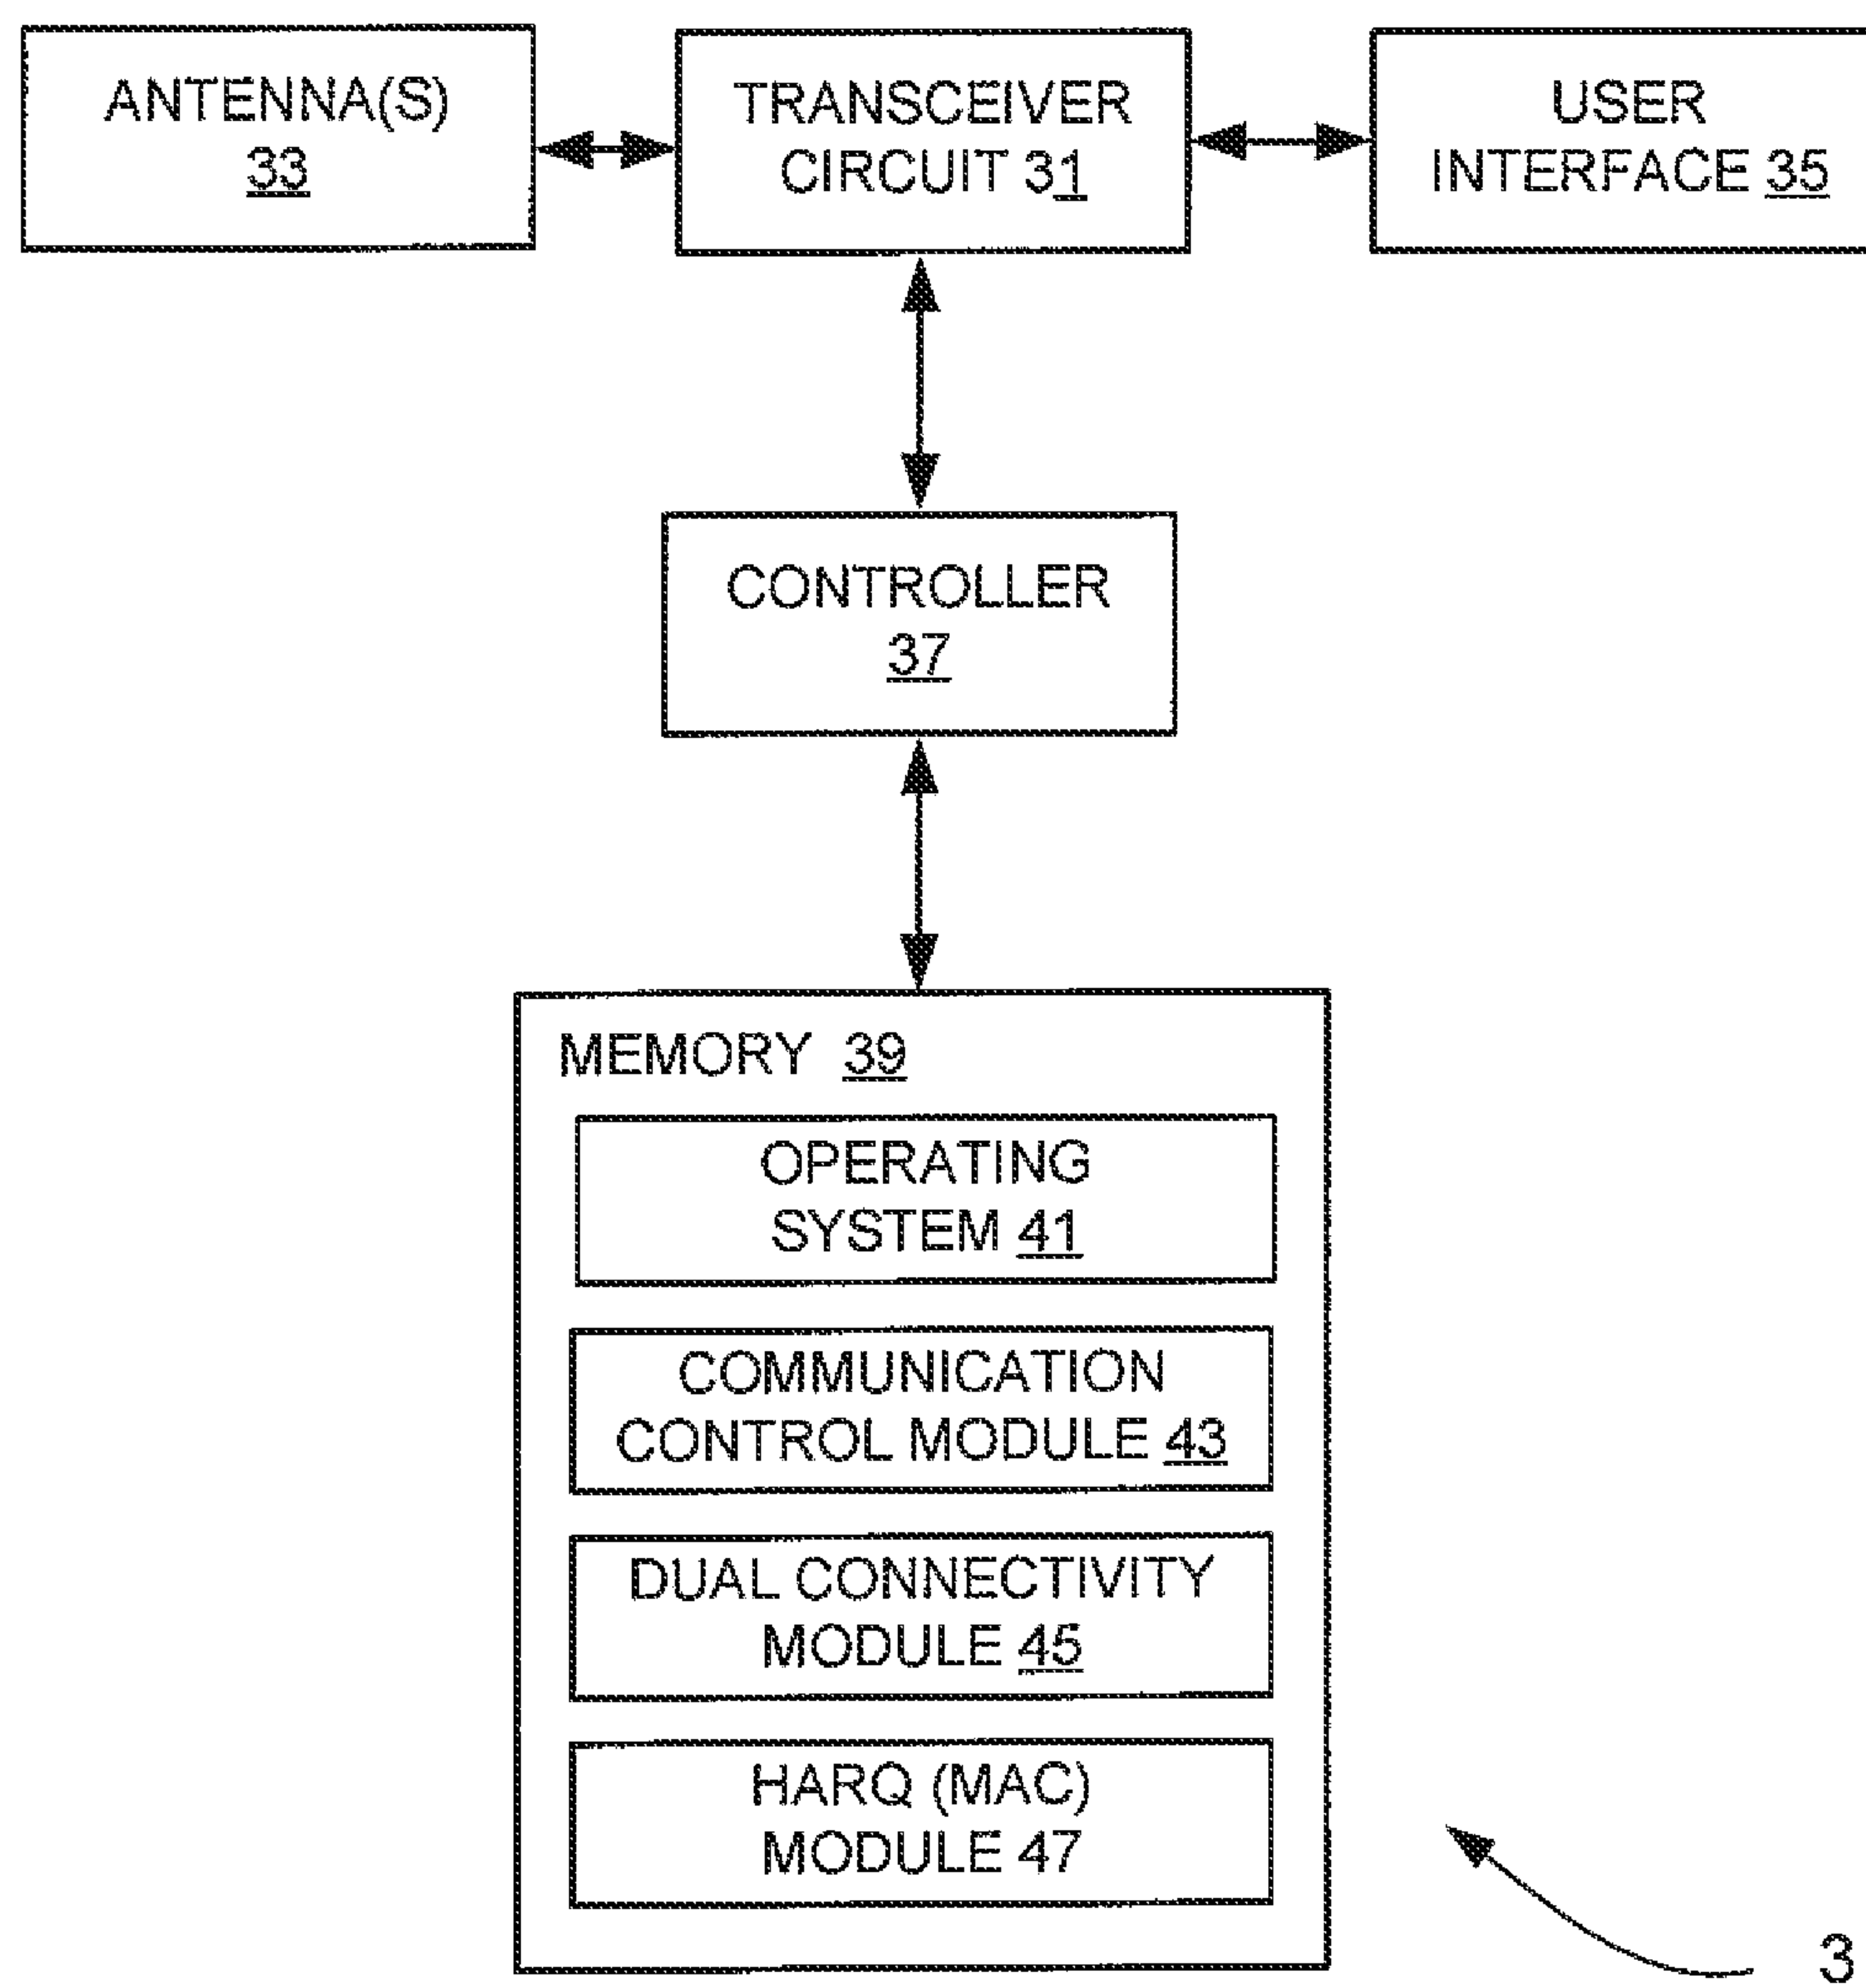 ANTENNA(S)
33
TRANSCEIVER
CIRCUIT 31
USER
INTERFACE 35
CONTROLLER
37
MEMORY 39
OPERATING
SYSTEM 41
COMMUNICATION
CONTROL MODULE 43
DUAL CONNECTIVITY
MODULE 45
HARQ (MAC)
MODULE 47
3